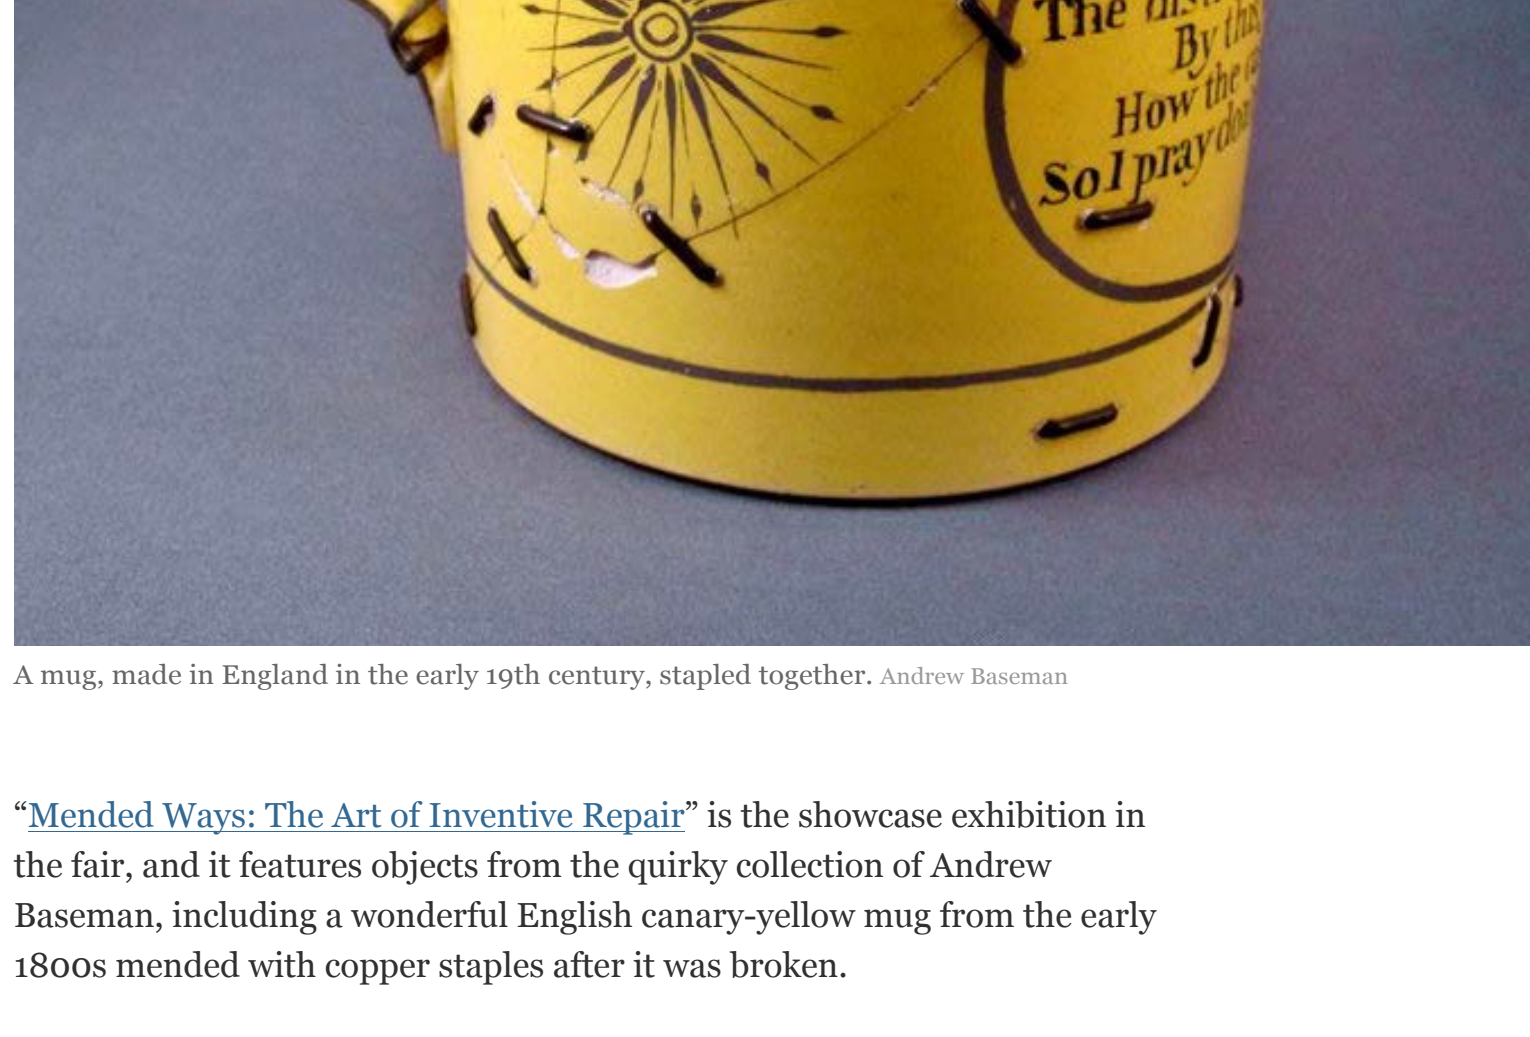 The
By this
How the
So I pray
A mug, made in England in the early 19th century, stapled together. Andrew Baseman
“Mended Ways: The Art of Inventive Repair” is the showcase exhibition in
the fair, and it features objects from the quirky collection of Andrew
Baseman, including a wonderful English canary-yellow mug from the early
1800s mended with copper staples after it was broken.